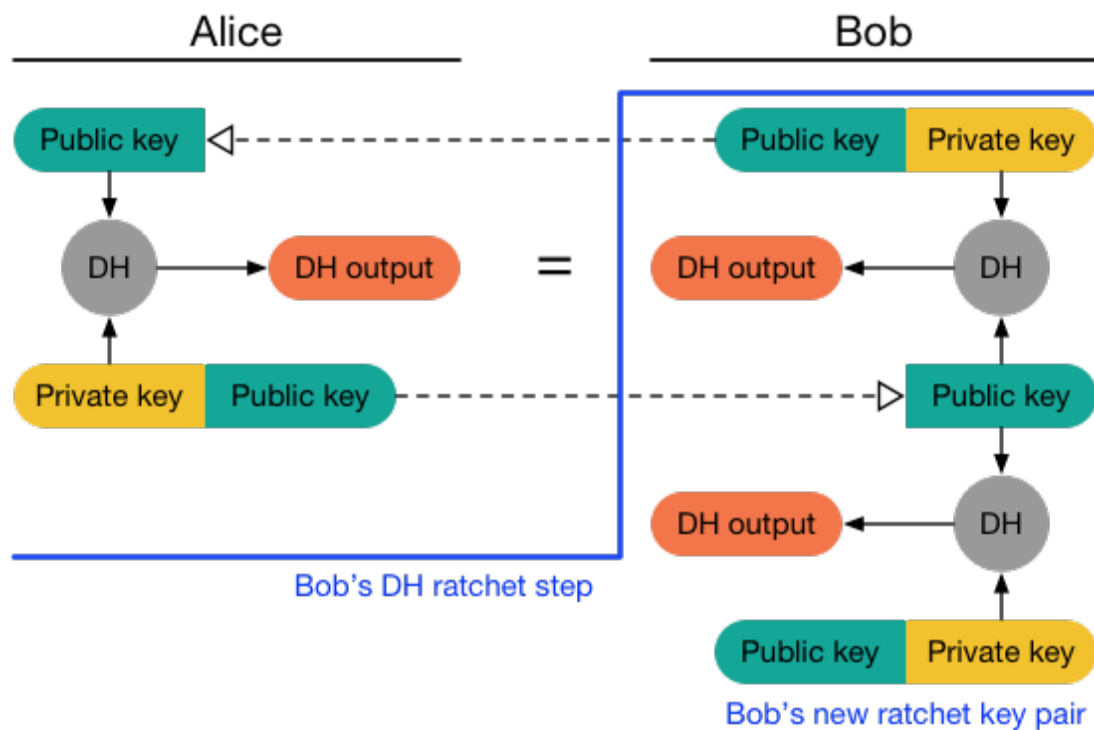 Alice
Bob
Public key
Public key Private key
DH
DH output
=
DH output
DH
Private key Public key
Public key
DH output
DH
Bob’s DH ratchet step
Public key Private key
Bob’s new ratchet key pair